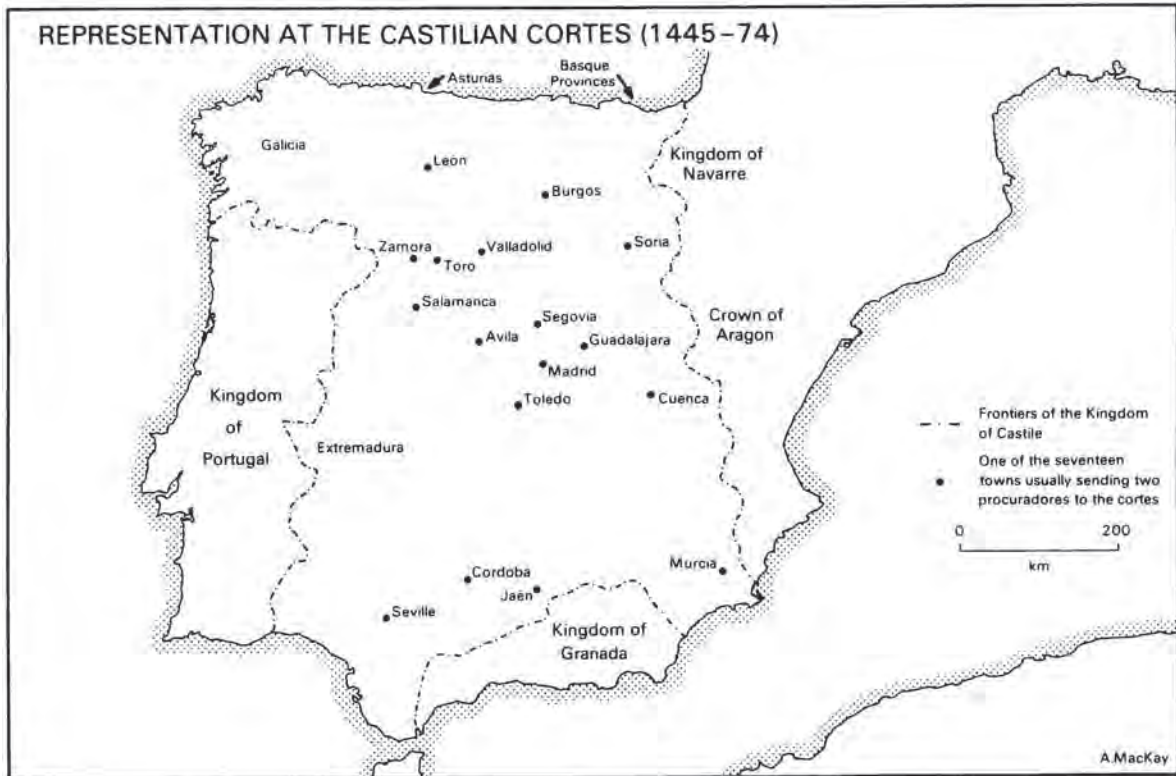 REPRESENTATION AT THE CASTILIAN CORTES (1445–74)
Asturias
Basque
Provinces
Galicia
León
Burgos
Kingdom of
Navarre
Zamora
Toro
Valladolid
Soria
Salamanca
Segovia
Avila
Guadalajara
Madrid
Crown of
Aragon
Toledo
Cuenca
Kingdom
of
Portugal
Extremadura
Frontiers of the Kingdom
of Castile
One of the seventeen
towns usually sending two
procuradores to the cortes
0 200
km
Cordoba
Jaén
Murcia
Seville
Kingdom of
Granada
A.MacKay